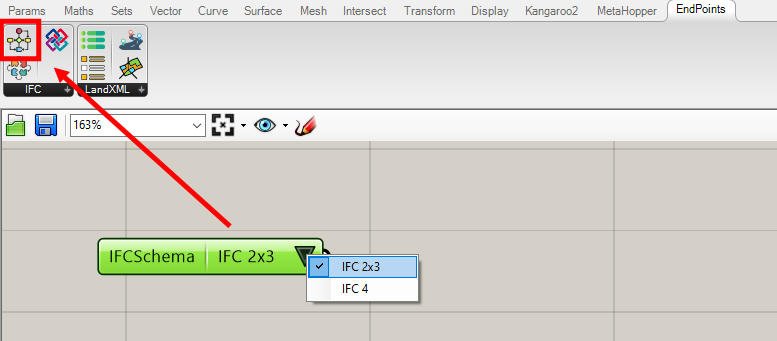 Params Maths Sets Vector Curve Surface Mesh Intersect Transform Display Kangaroo2 MetaHopper EndPoints
IFC LandXML
163%
IFCSchema IFC 2x3
IFC 2x3
IFC 4